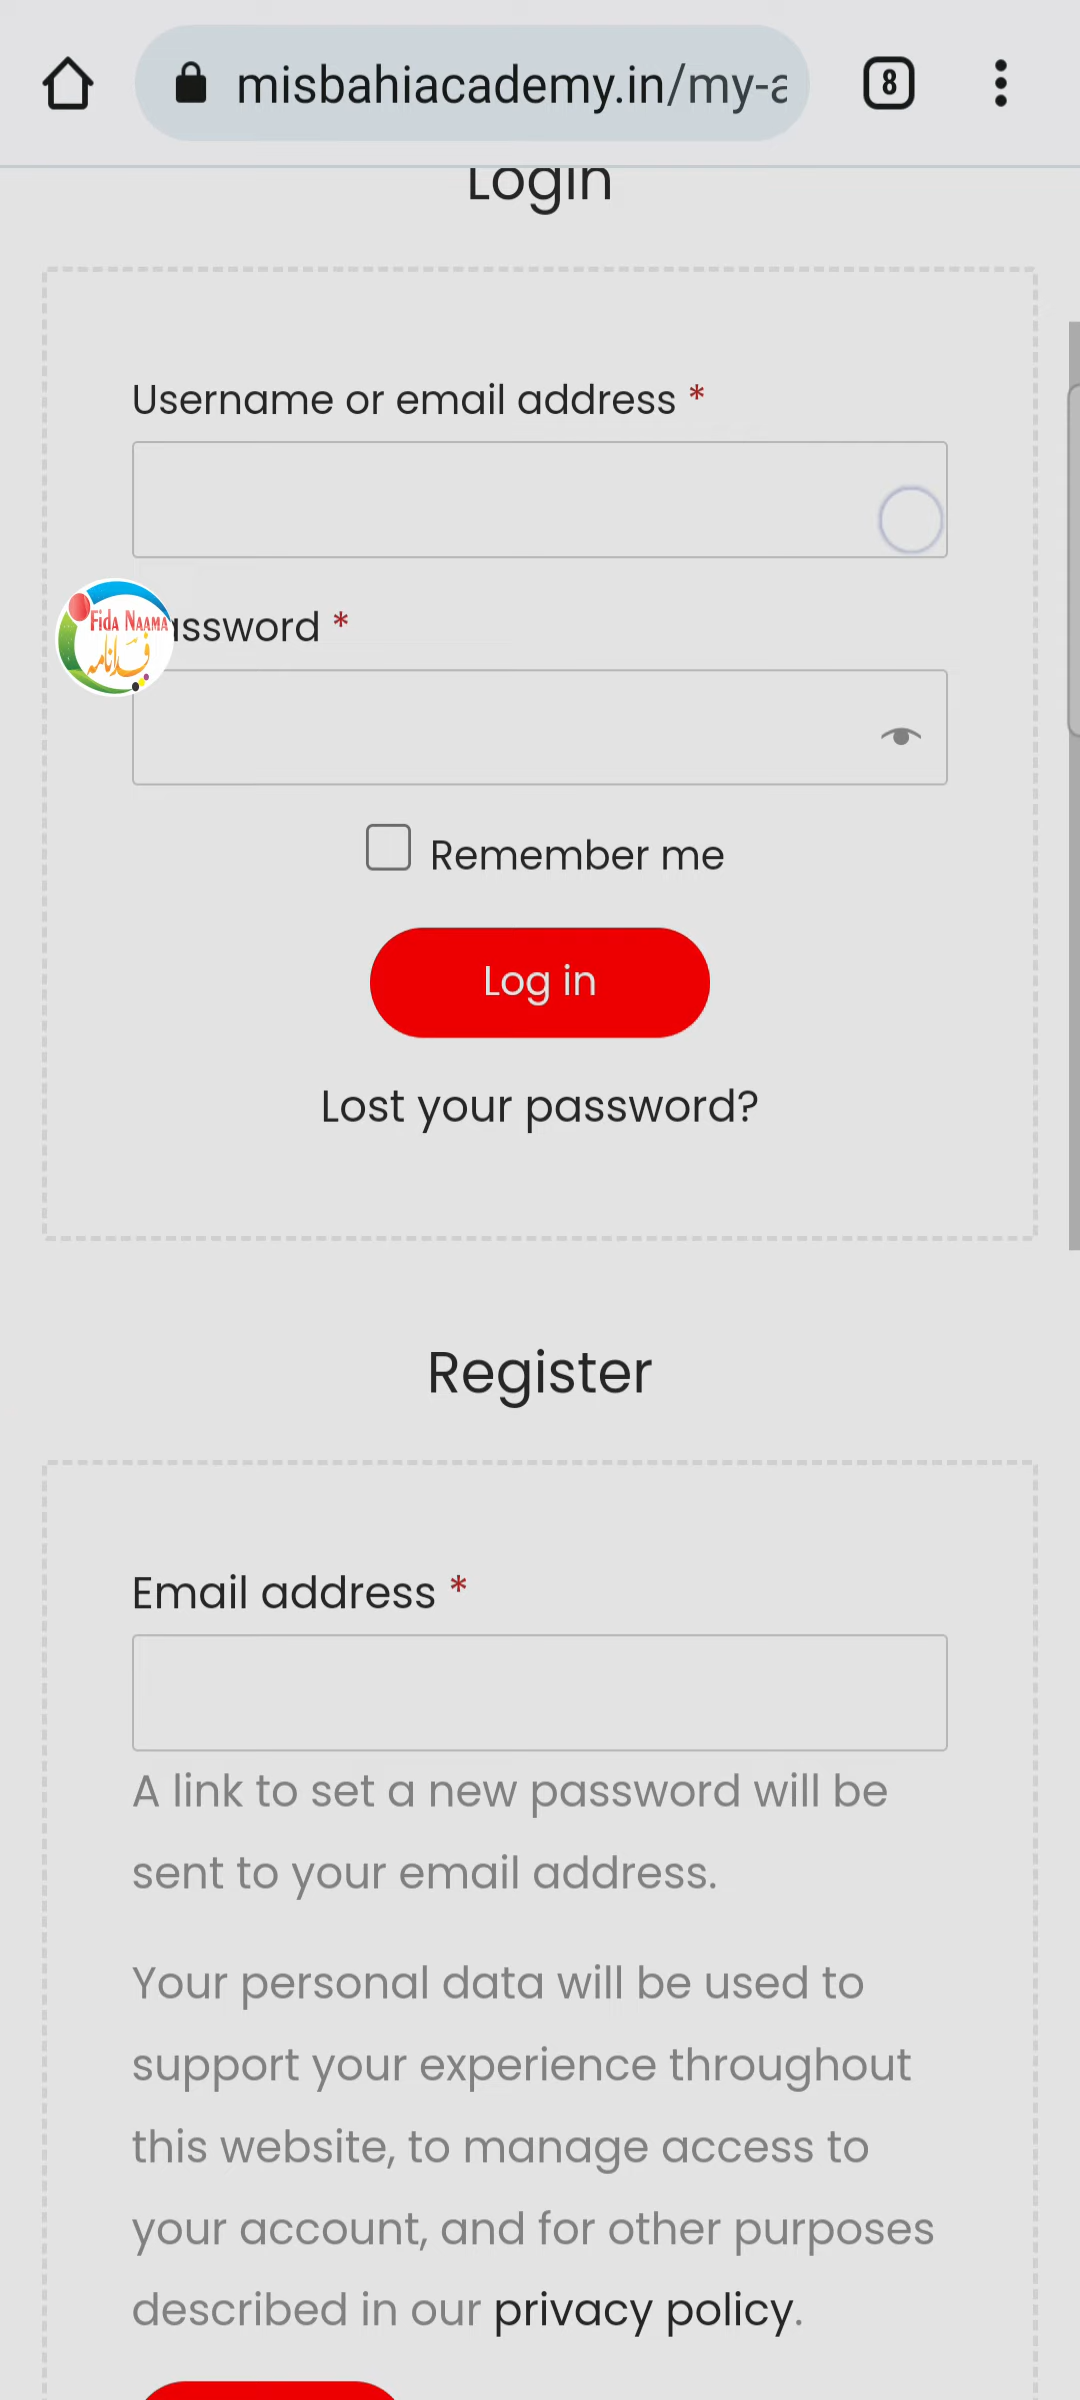 misbahiacademy.in/my-a
8
Login
Username or email address *
Fida Naama
فدانامہ
assword *
Remember me
Log in
Lost your password?
Register
Email address *
A link to set a new password will be
sent to your email address.
Your personal data will be used to
support your experience throughout
this website, to manage access to
your account, and for other purposes
described in our privacy policy.